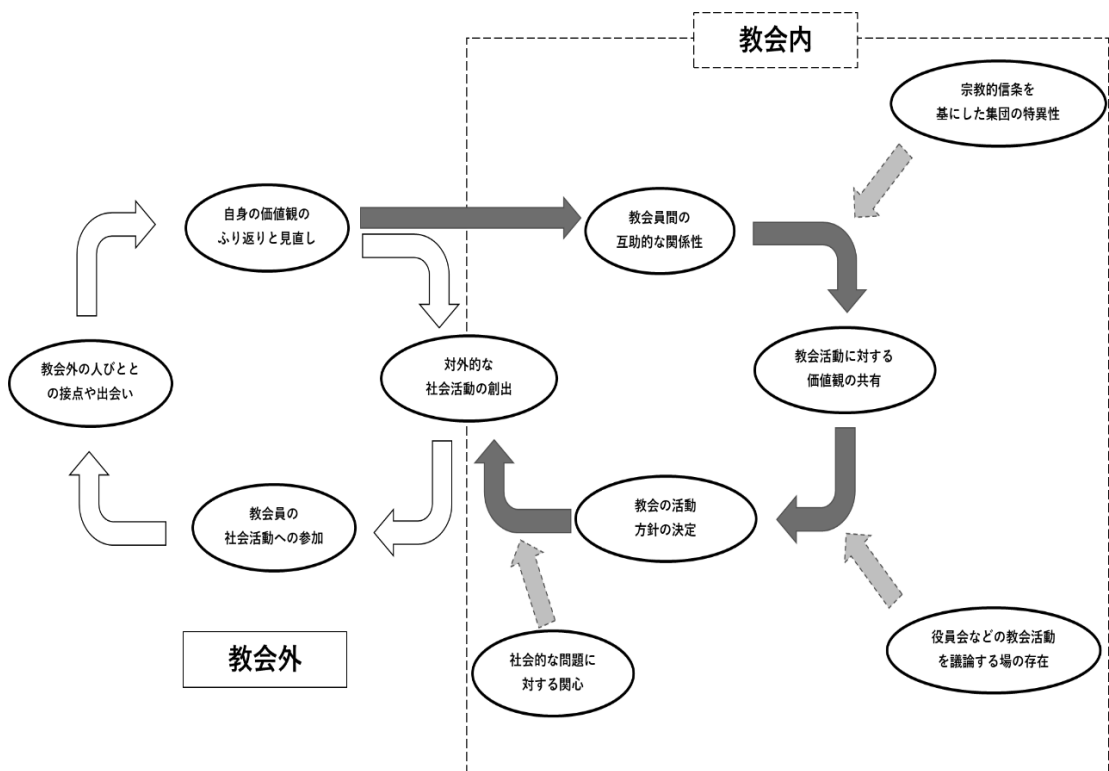 教会内
宗教的信条を
基にした集団の特異性
自身の価値観の
ふり返りと見直し
教会員間の
互助的な関係性
教会外の人びとと
の接点や出会い
対外的な
社会活動の創出
教会活動に対する
価値観の共有
教会員の
社会活動への参加
教会の活動
方針の決定
教会外
社会的な問題に
対する関心
役員会などの教会活動
を議論する場の存在